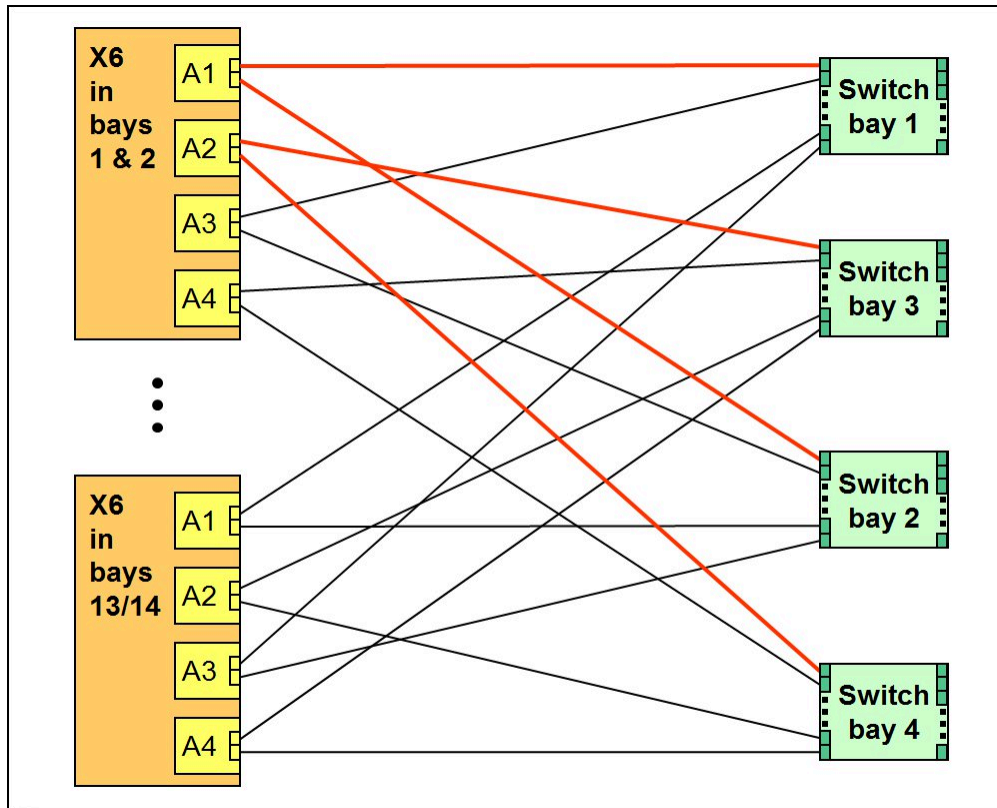 X6
in
bays
1 & 2
A1
A2
A3
A4
X6
in
bays
13/14
A1
A2
A3
A4
Switch
bay 1
Switch
bay 3
Switch
bay 2
Switch
bay 4